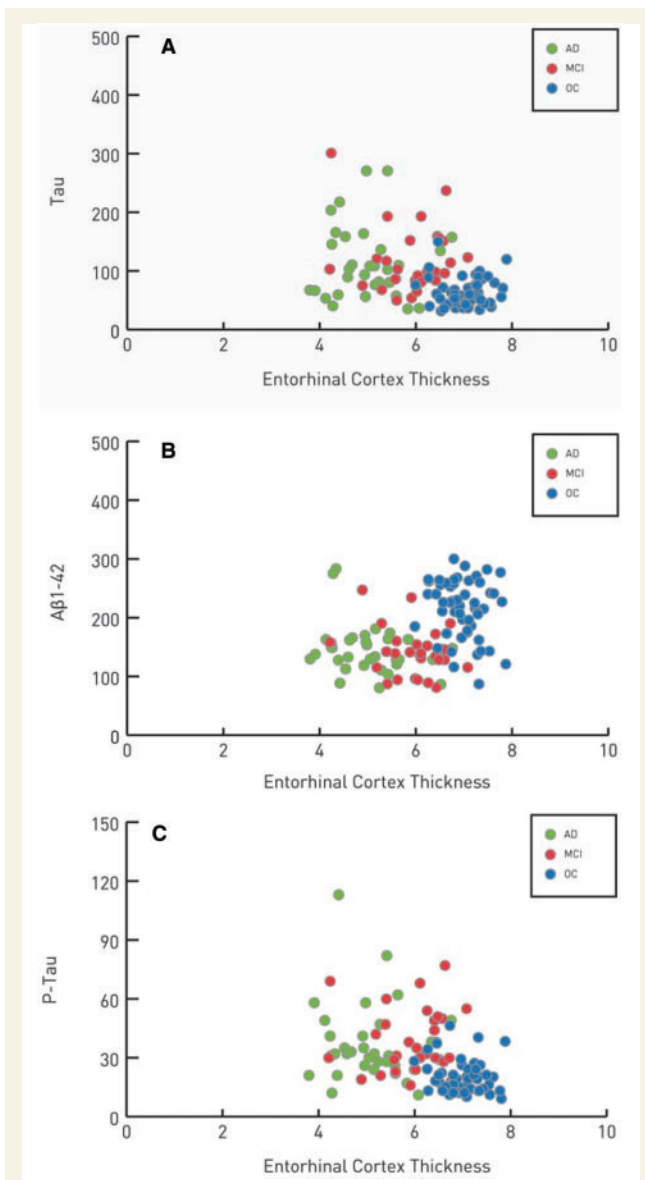 A
500
400
300
200
100
0
Tau
0 2 4 6 8 10
Entorhinal Cortex Thickness
AD
MCI
OC
B
500
400
300
200
100
0
Aβ1-42
0 2 4 6 8 10
Entorhinal Cortex Thickness
AD
MCI
OC
C
150
120
90
60
30
0
P-Tau
0 2 4 6 8 10
Entorhinal Cortex Thickness
AD
MCI
OC